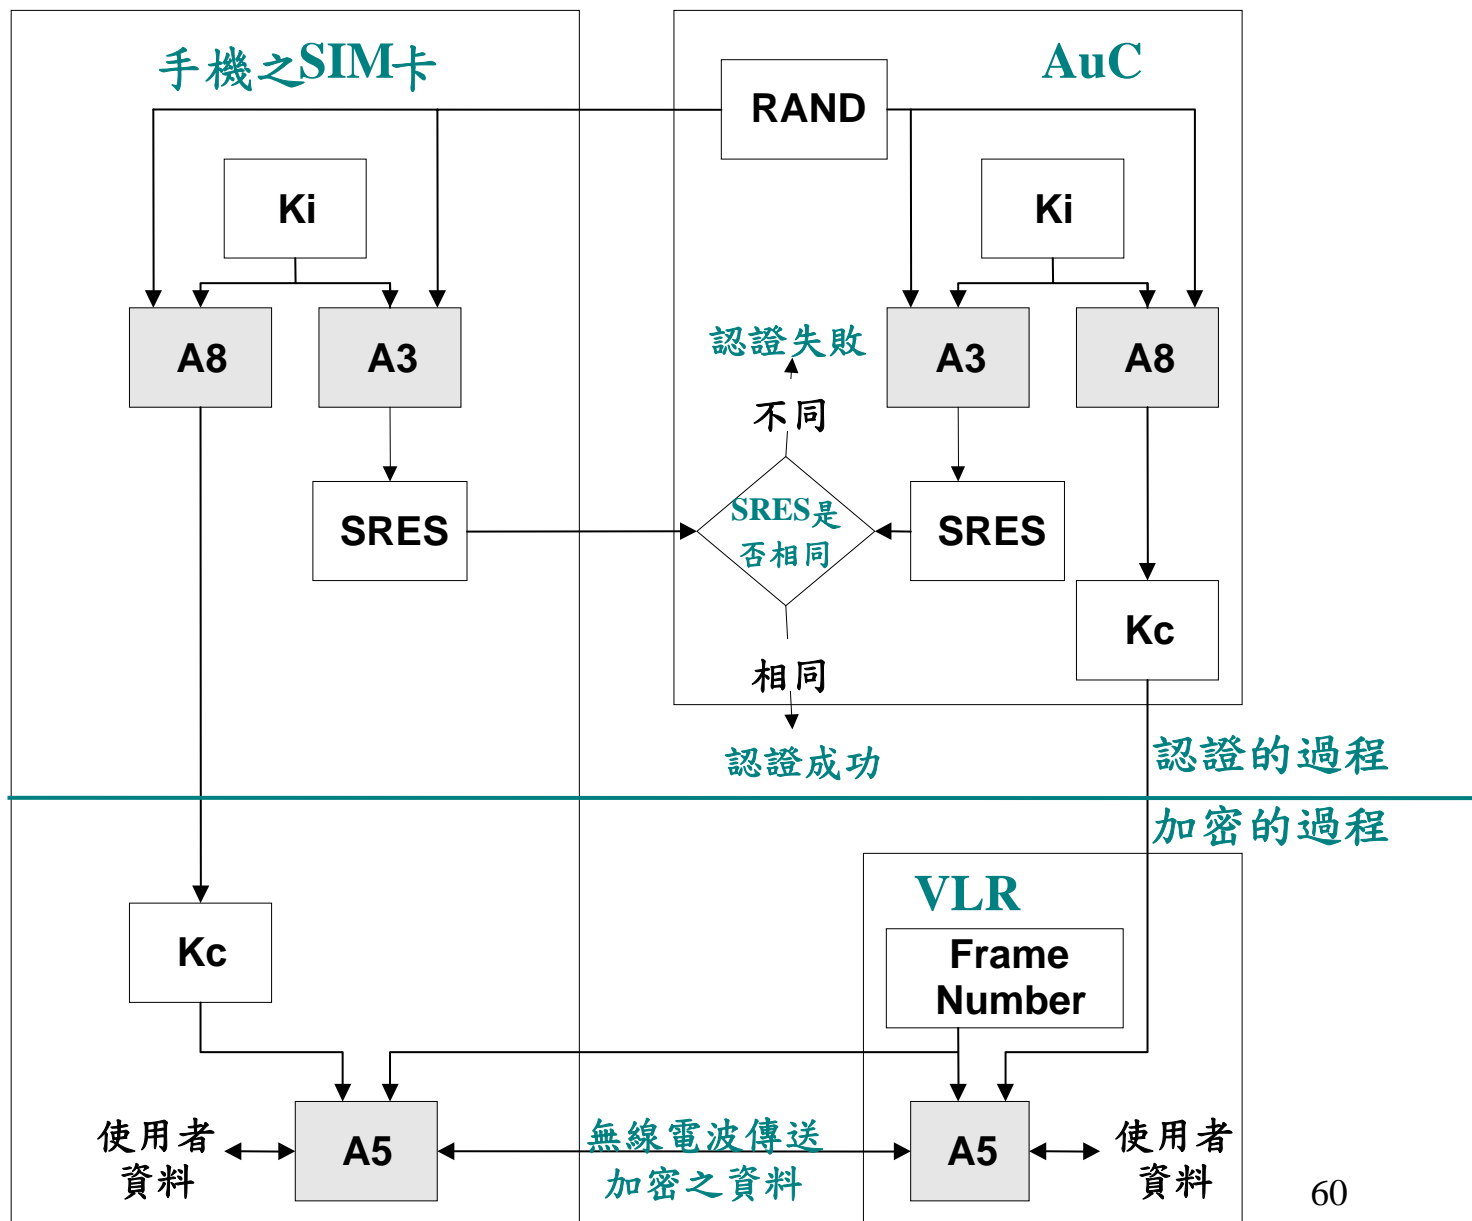 手機之SIM卡
AuC
RAND
Ki
Ki
A8
A3
認證失敗
A3
A8
不同
SRES
SRES是
否相同
SRES
Kc
相同
認證成功
認證的過程
加密的過程
VLR
Kc
Frame
Number
使用者
資料
A5
無線電波傳送
加密之資料
A5
使用者
資料
60